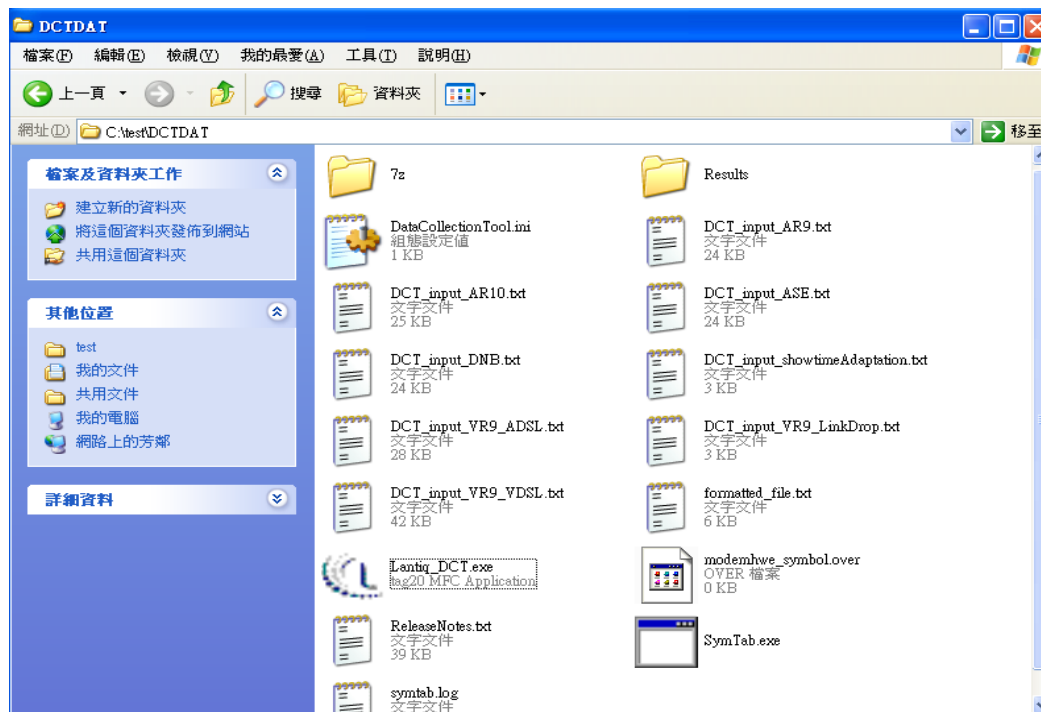 DCTDAT
檔案(F) 編輯(E) 檢視(V) 我的最愛(A) 工具(T) 說明(H)
上一頁 搜尋 資料夾
網址(D) C:\test\DCTDAT 移至
檔案及資料夾工作
建立新的資料夾
將這個資料夾發佈到網站
共用這個資料夾
其他位置
test
我的文件
共用文件
我的電腦
網路上的芳鄰
詳細資料
7z
Results
DataCollectionTool.ini
組態設定值
1 KB
DCT_input_AR9.txt
文字文件
24 KB
DCT_input_AR10.txt
文字文件
25 KB
DCT_input_ASE.txt
文字文件
24 KB
DCT_input_DNB.txt
文字文件
24 KB
DCT_input_showtimeAdaptation.txt
文字文件
3 KB
DCT_input_VR9_ADSL.txt
文字文件
28 KB
DCT_input_VR9_LinkDrop.txt
文字文件
3 KB
DCT_input_VR9_VDSL.txt
文字文件
42 KB
formatted_file.txt
文字文件
6 KB
Lantiq_DCT.exe
tag20 MFC Application
modemhwe_symbol.over
OVER 檔案
0 KB
ReleaseNotes.txt
文字文件
39 KB
SymTab.exe
symtab.log
文字文件